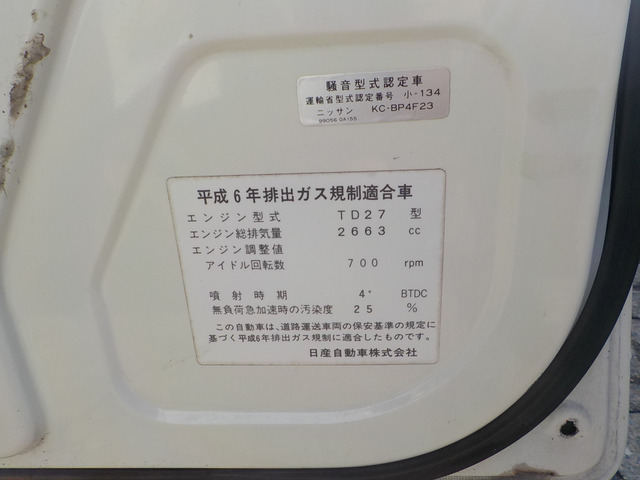 騒音型式認定車
運輸省型式認定番号 小-134
ニッサン KC-BP4F23
99056 0A155
平成6年排出ガス規制適合車
エンジン型式 TD27 型
エンジン総排気量 2663 cc
エンジン調整値
アイドル回転数 700 rpm
噴射時期 4° BTDC
無負荷急加速時の汚染度 25 %
この自動車は、道路運送車両の保安基準の規定に
基づく平成6年排出ガス規制に適合したものです。
日産自動車株式会社